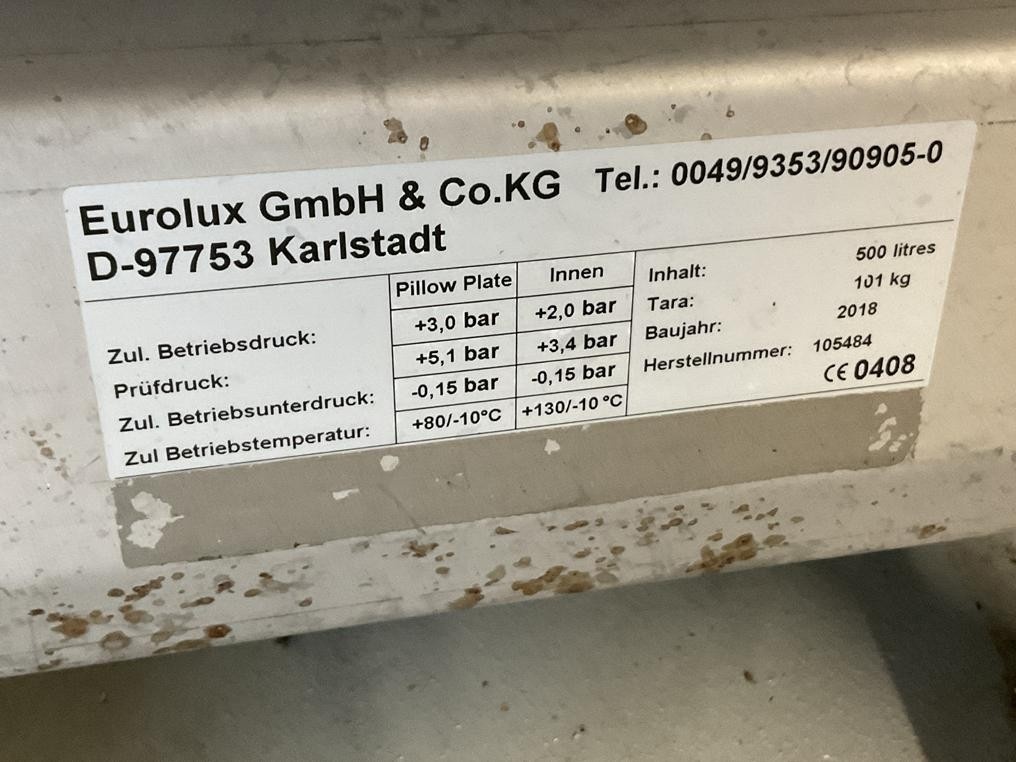 Eurolux GmbH & Co.KG Tel.: 0049/9353/90905-0
D-97753 Karlstadt
Pillow Plate Innen
Zul. Betriebsdruck: +3,0 bar +2,0 bar
Prüfdruck: +5,1 bar +3,4 bar
Zul. Betriebsunterdruck: -0,15 bar -0,15 bar
Zul Betriebstemperatur: +80/-10°C +130/-10 °C
Inhalt: 500 litres
Tara: 101 kg
Baujahr: 2018
Herstellnummer: 105484
CE 0408